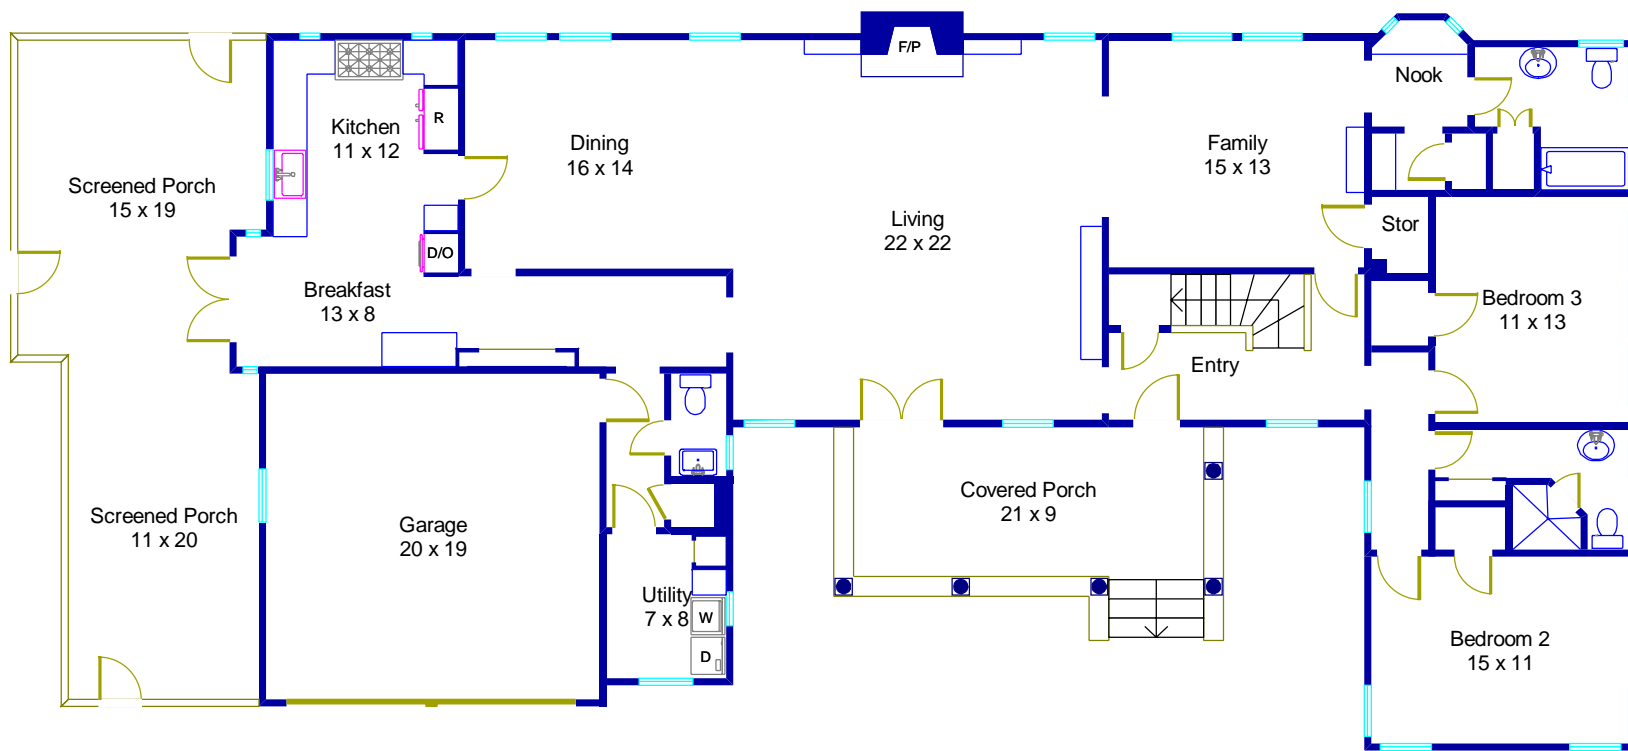 F/P
Nook
R
Kitchen
11 x 12
Dining
16 x 14
Family
15 x 13
Screened Porch
15 x 19
Living
22 x 22
Stor
D/O
Breakfast
13 x 8
Bedroom 3
11 x 13
Entry
Covered Porch
21 x 9
Screened Porch
11 x 20
Garage
20 x 19
Utility
7 x 8
W
D
Bedroom 2
15 x 11